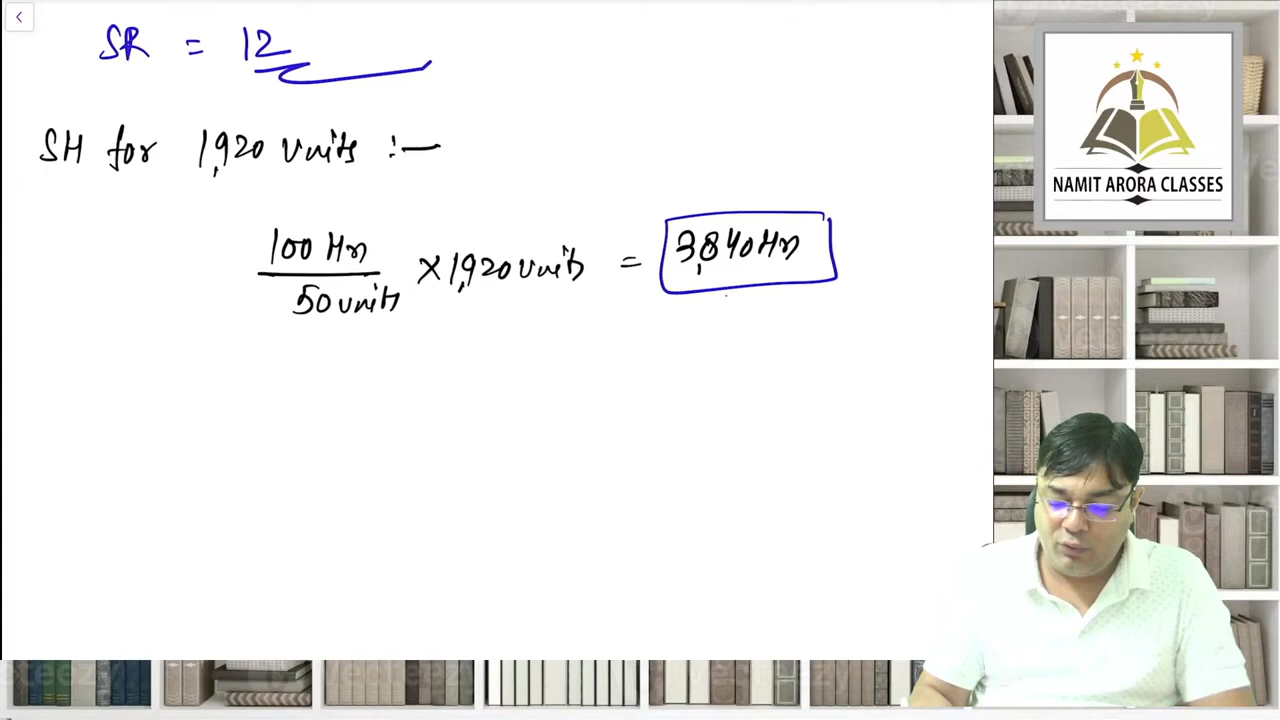 SR = 12
SH for 1,920 units :—
100 Hrs
50 units
× 1,920 units = 3,840 Hrs
NAMIT ARORA CLASSES